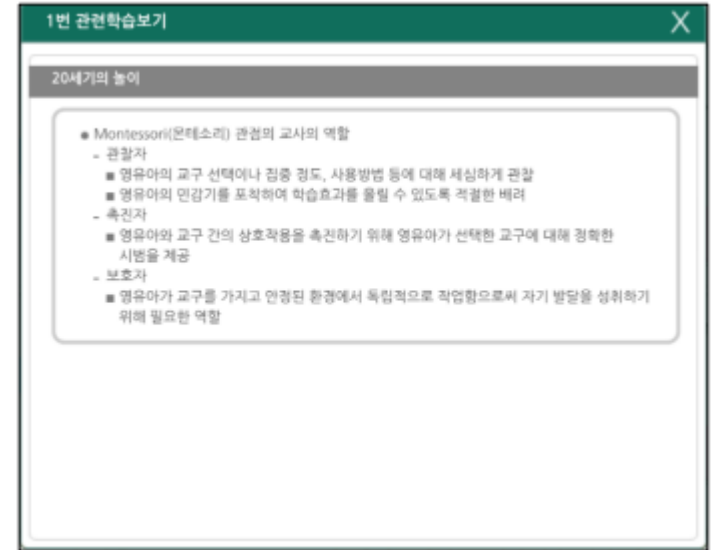 1번 관련학습보기 X
20세기의 놀이
● Montessori(몬테소리) 관점의 교사의 역할
- 관찰자
■ 영유아의 교구 선택이나 집중 정도, 사용방법 등에 대해 세심하게 관찰
■ 영유아의 민감기를 포착하여 학습효과를 올릴 수 있도록 적절한 배려
- 촉진자
■ 영유아와 교구 간의 상호작용을 촉진하기 위해 영유아가 선택한 교구에 대해 정확한
시범을 제공
- 보호자
■ 영유아가 교구를 가지고 안정된 환경에서 독립적으로 작업함으로써 자기 발달을 성취하기
위해 필요한 역할